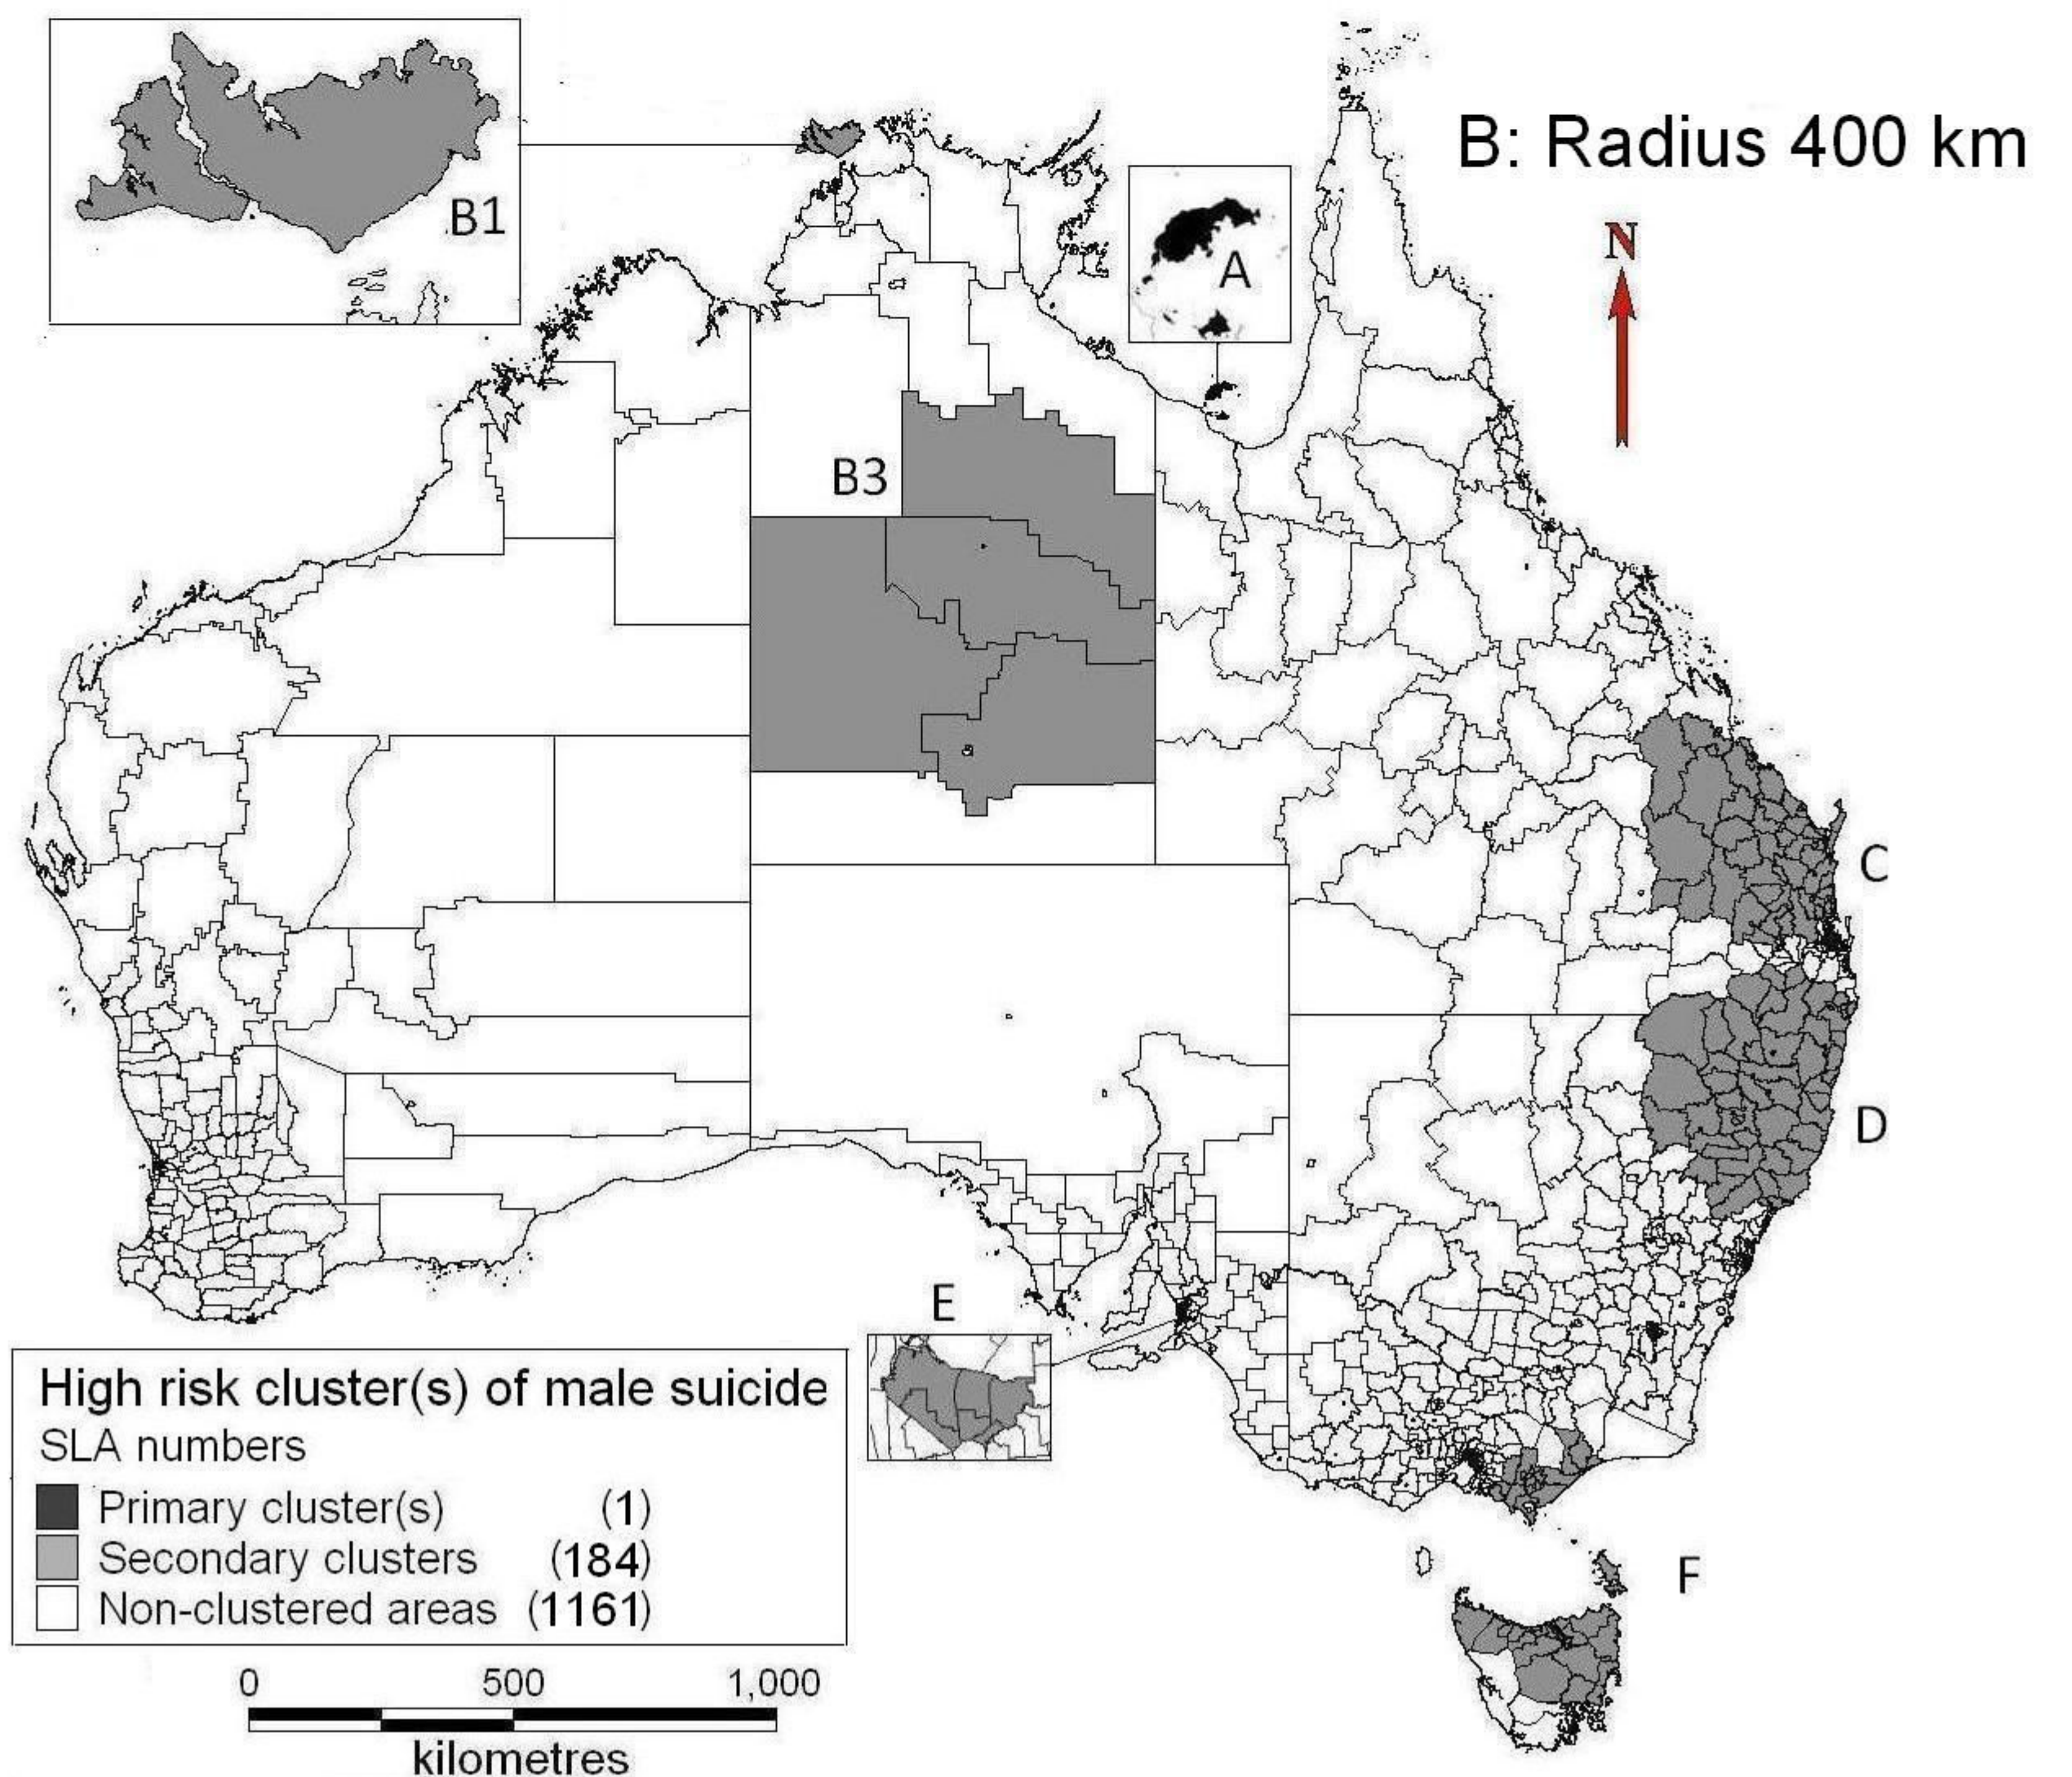 B: Radius 400 km
N
B1
A
B3
C
D
E
F
High risk cluster(s) of male suicide
SLA numbers
Primary cluster(s) (1)
Secondary clusters (184)
Non-clustered areas (1161)
0 500 1,000
kilometres